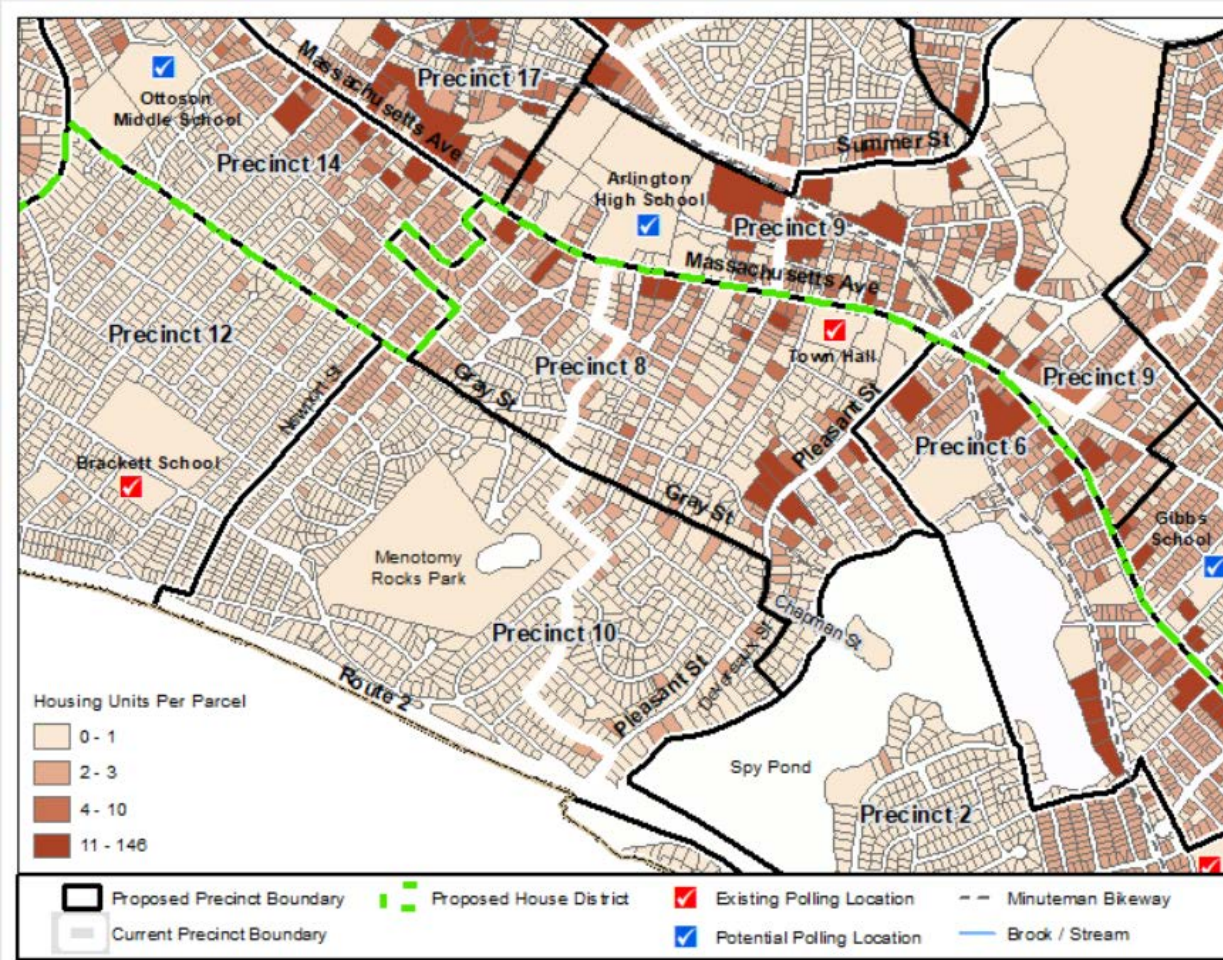 Massachusetts Ave
Precinct 17
Ottoson
Middle School
Summer St
Precinct 14
Arlington
High School
Precinct 9
Massachusetts Ave
Precinct 12
Town Hall
Precinct 8
Gray St
Precinct 9
Newport St
Pleasant St
Precinct 6
Brackett School
Gray St
Gibbs
School
Menotomy
Rocks Park
Chapman St
Precinct 10
Devereaux St
Pleasant St
Route 2
Housing Units Per Parcel
0 - 1
2 - 3
4 - 10
11 - 146
Spy Pond
Precinct 2
Proposed Precinct Boundary
Proposed House District
Existing Polling Location
Minuteman Bikeway
Current Precinct Boundary
Potential Polling Location
Brook / Stream